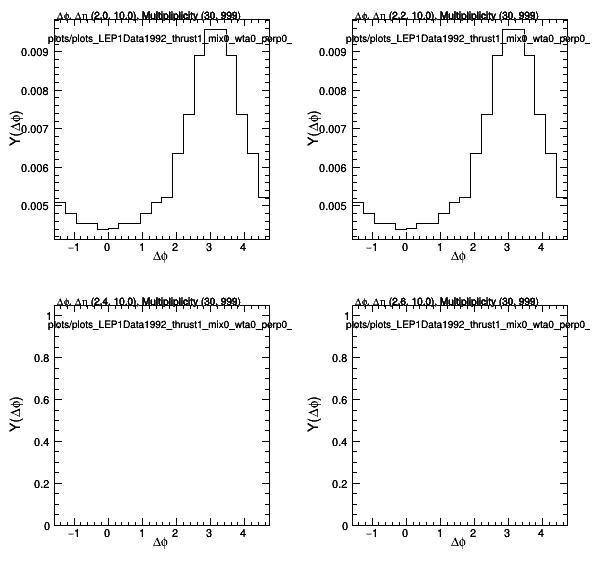 Δϕ, Δη (2.0, 10.0), Multipliplicity (30, 999)
plots/plots_LEP1Data1992_thrust1_mix0_wta0_perp0_
0.009
0.008
0.007
0.006
0.005
Y(Δϕ)
−1 0 1 2 3 4
Δϕ
Δϕ, Δη (2.2, 10.0), Multipliplicity (30, 999)
plots/plots_LEP1Data1992_thrust1_mix0_wta0_perp0_
0.009
0.008
0.007
0.006
0.005
Y(Δϕ)
−1 0 1 2 3 4
Δϕ
Δϕ, Δη (2.4, 10.0), Multipliplicity (30, 999)
plots/plots_LEP1Data1992_thrust1_mix0_wta0_perp0_
1
0.8
0.6
0.4
0.2
0
Y(Δϕ)
−1 0 1 2 3 4
Δϕ
Δϕ, Δη (2.6, 10.0), Multipliplicity (30, 999)
plots/plots_LEP1Data1992_thrust1_mix0_wta0_perp0_
1
0.8
0.6
0.4
0.2
0
Y(Δϕ)
−1 0 1 2 3 4
Δϕ